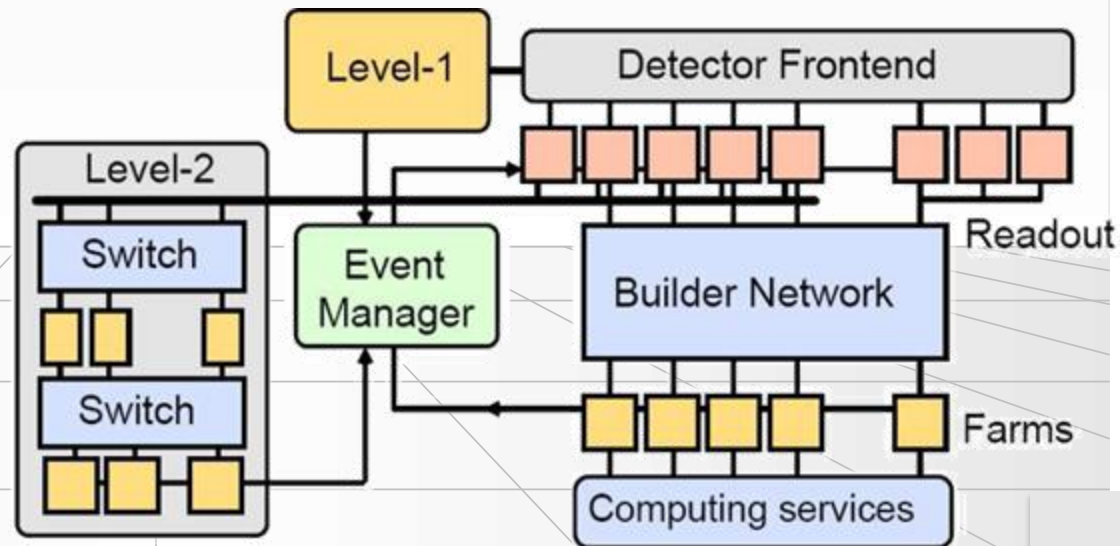 Level-1
Detector Frontend
Level-2
Switch
Event
Manager
Readout
Builder Network
Switch
Farms
Computing services